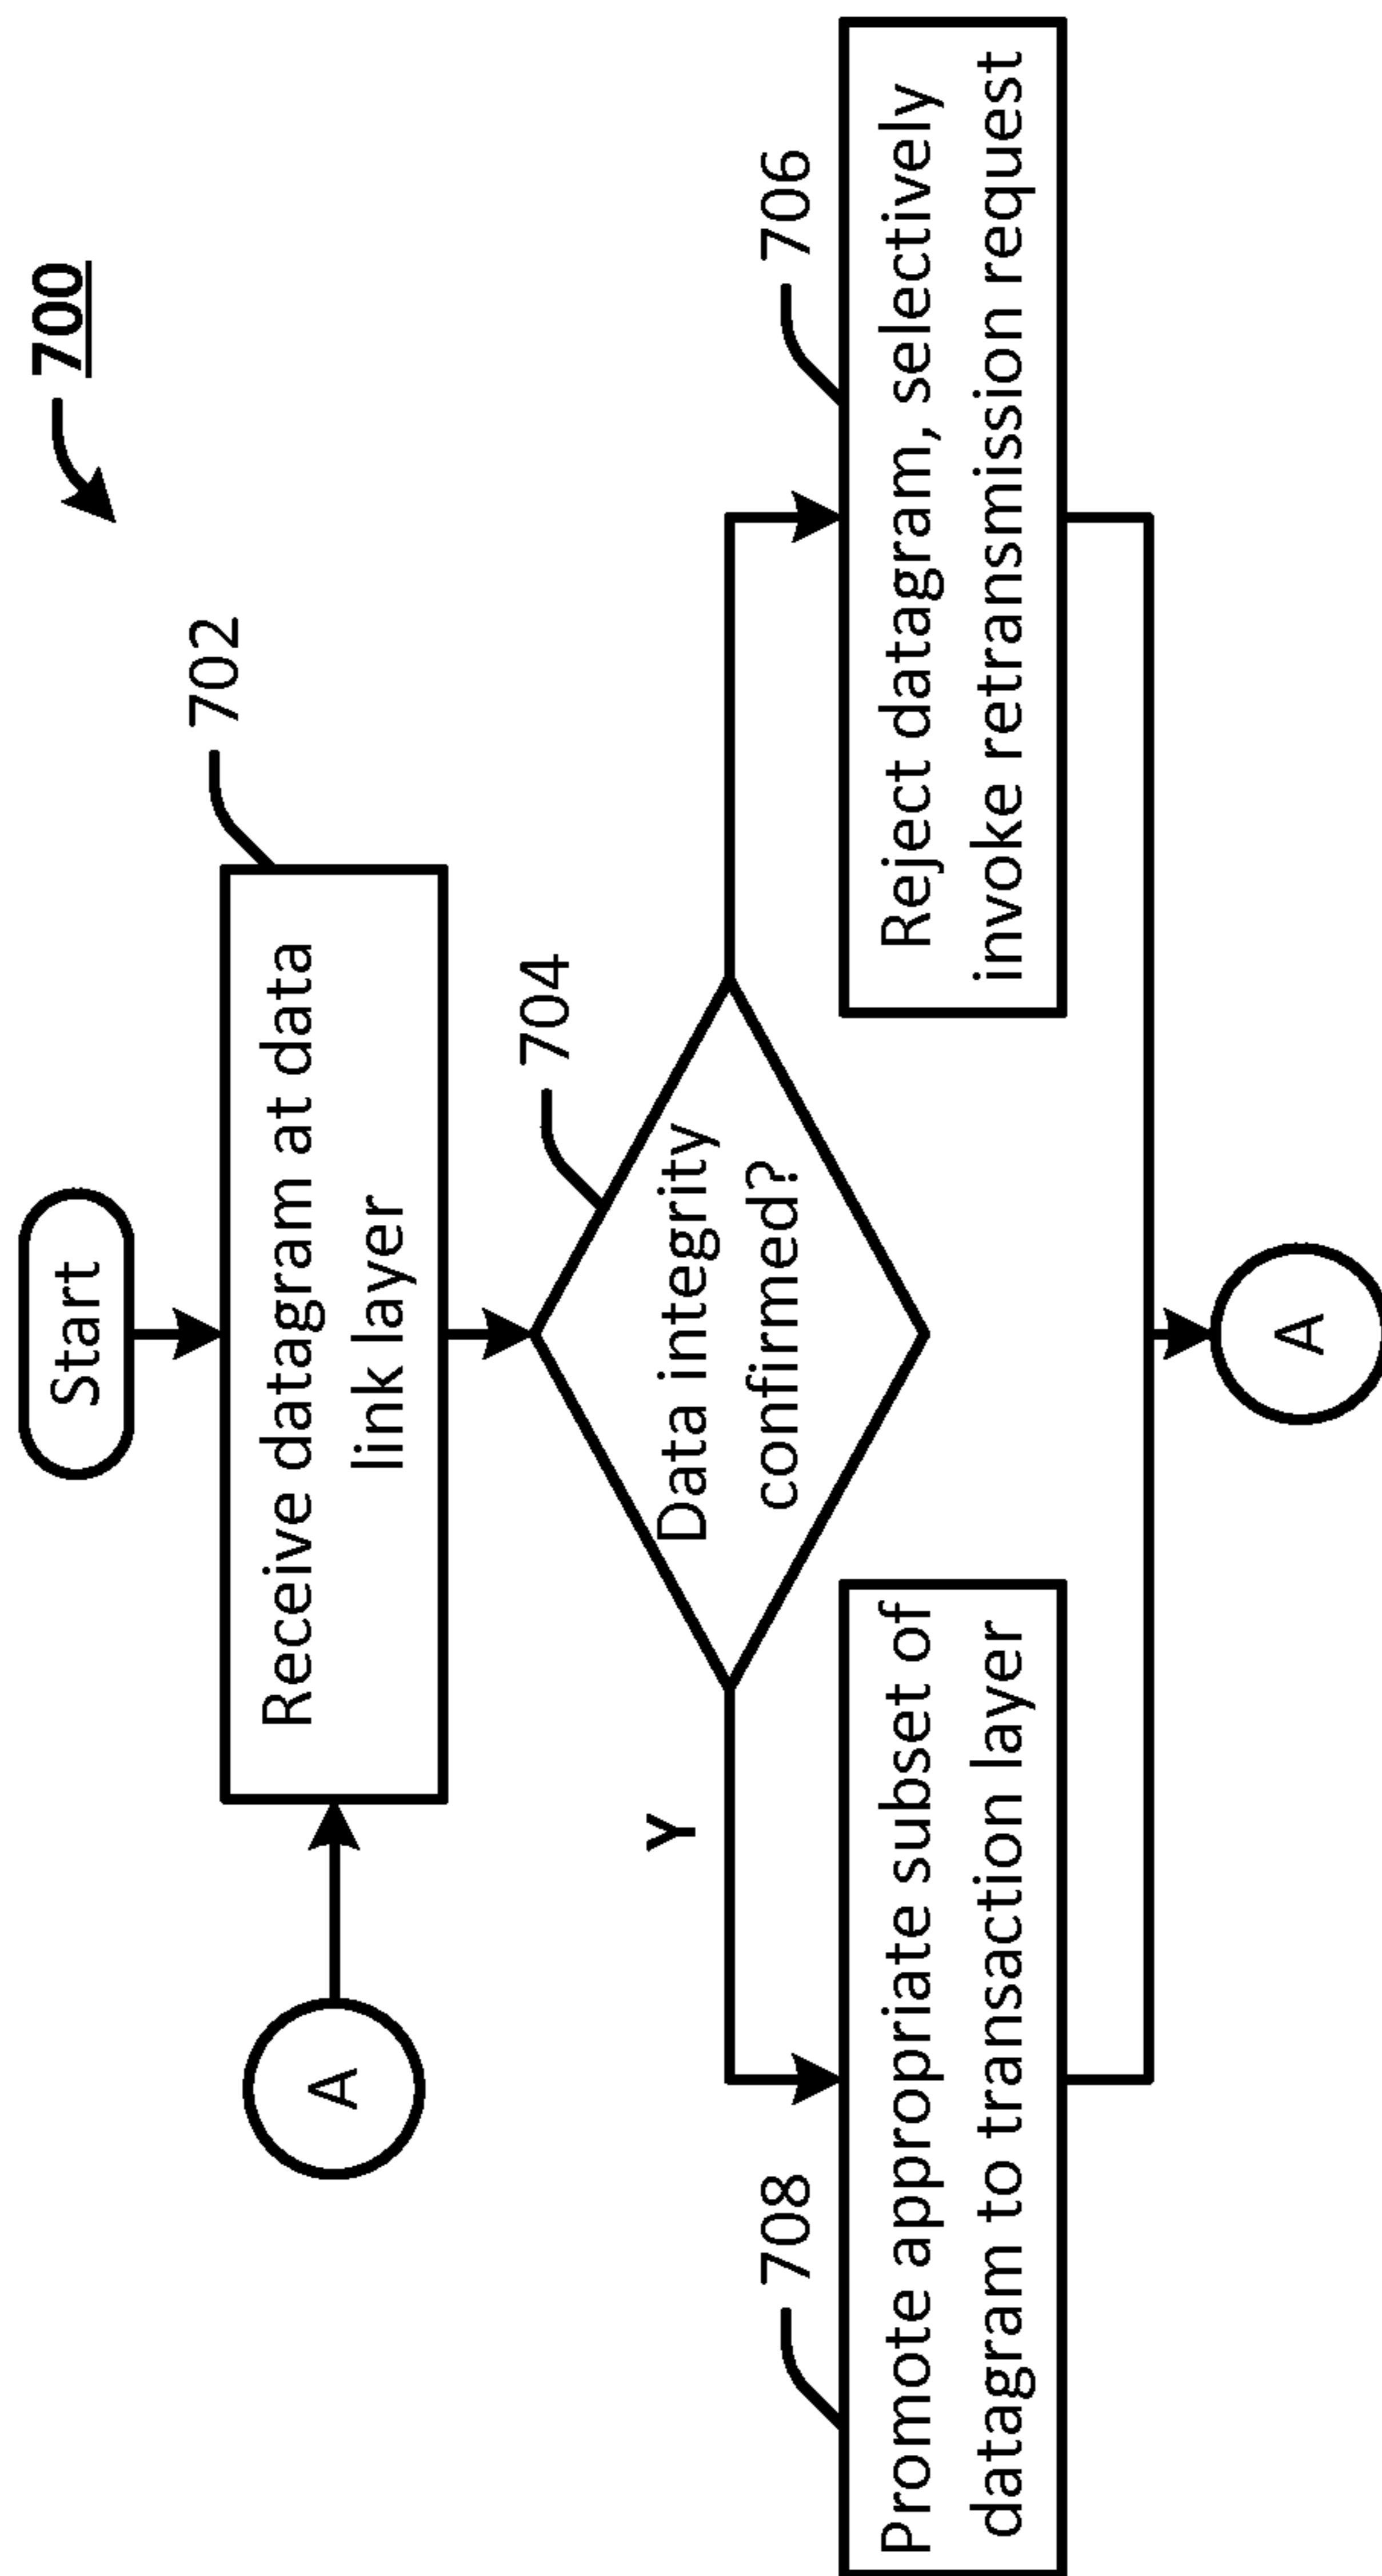 700
Start
A
Receive datagram at data
link layer
702
Data integrity
confirmed?
704
Y
708
Promote appropriate subset of
datagram to transaction layer
706
Reject datagram, selectively
invoke retransmission request
A